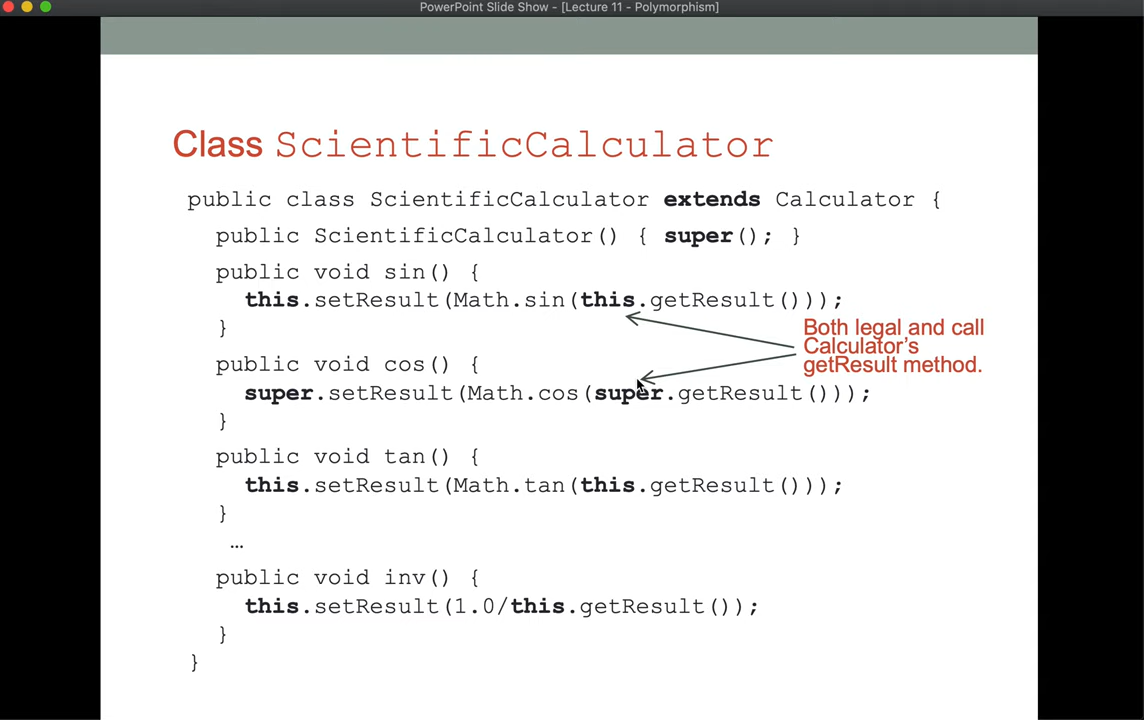 PowerPoint Slide Show - [Lecture 11 - Polymorphism]
Class ScientificCalculator
public class ScientificCalculator extends Calculator {
public ScientificCalculator() { super(); }
public void sin() {
this.setResult(Math.sin(this.getResult()));
}
Both legal and call
Calculator's
getResult method.
public void cos() {
super.setResult(Math.cos(super.getResult()));
}
public void tan() {
this.setResult(Math.tan(this.getResult()));
}
…
public void inv() {
this.setResult(1.0/this.getResult());
}
}